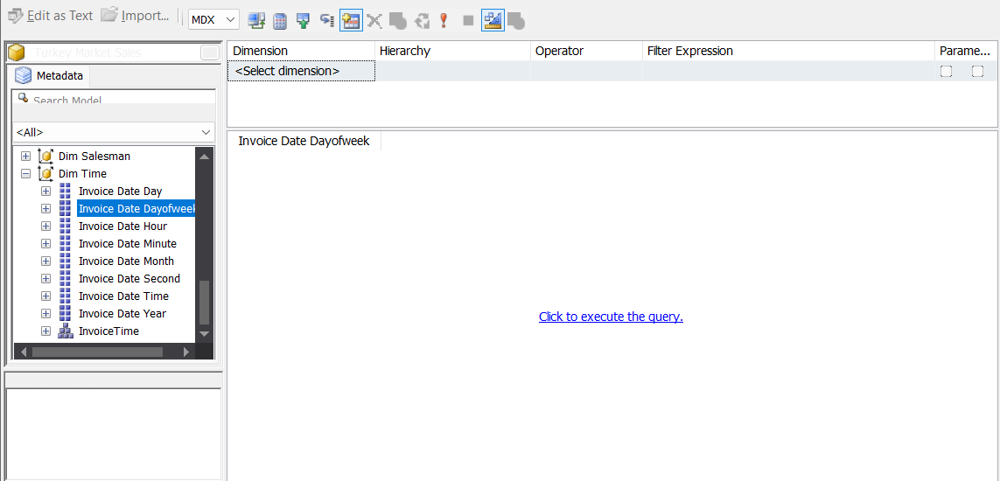 Edit as Text Import... MDX
Turkey Market Sales
Metadata
Search Model
<All>
Dim Salesman
Dim Time
Invoice Date Day
Invoice Date Dayofweek
Invoice Date Hour
Invoice Date Minute
Invoice Date Month
Invoice Date Second
Invoice Date Time
Invoice Date Year
InvoiceTime
Dimension Hierarchy Operator Filter Expression Parame...
<Select dimension>
Invoice Date Dayofweek
Click to execute the query.